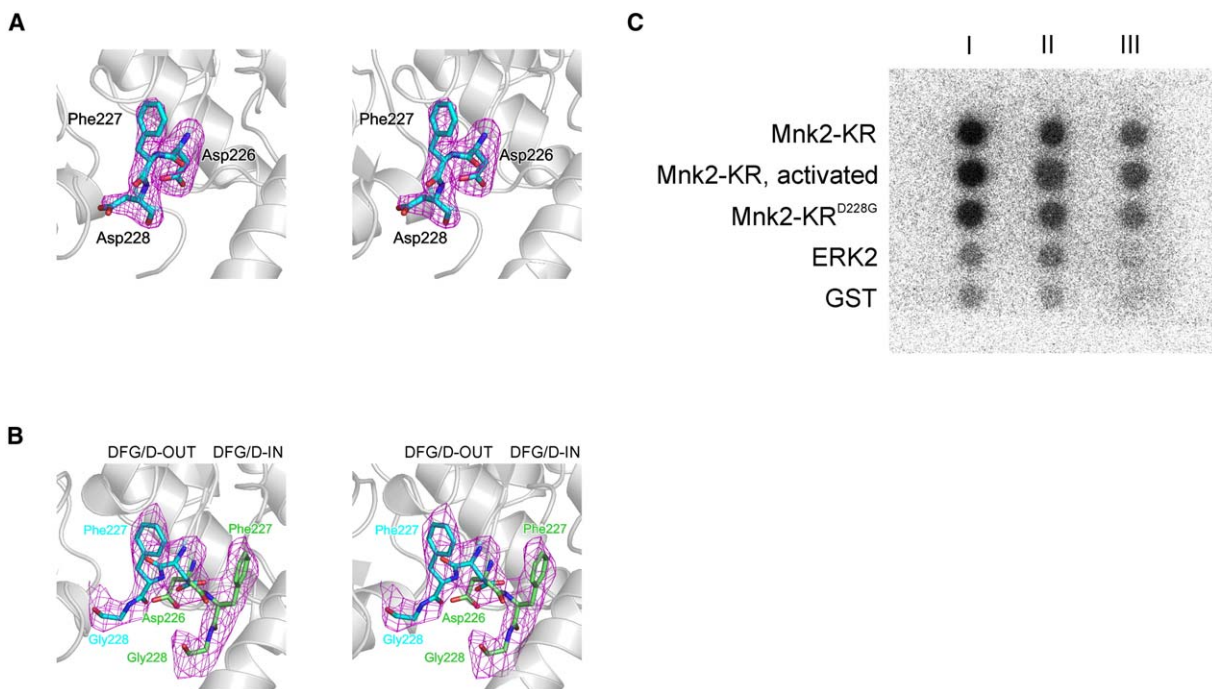 A
Phe227
Asp226
Asp228
Phe227
Asp226
Asp228
B
DFG/D-OUT DFG/D-IN
Phe227
Phe227
Asp226
Gly228
Gly228
DFG/D-OUT DFG/D-IN
Phe227
Phe227
Asp226
Gly228
Gly228
C
I II III
Mnk2-KR
Mnk2-KR, activated
Mnk2-KR^D228G
ERK2
GST